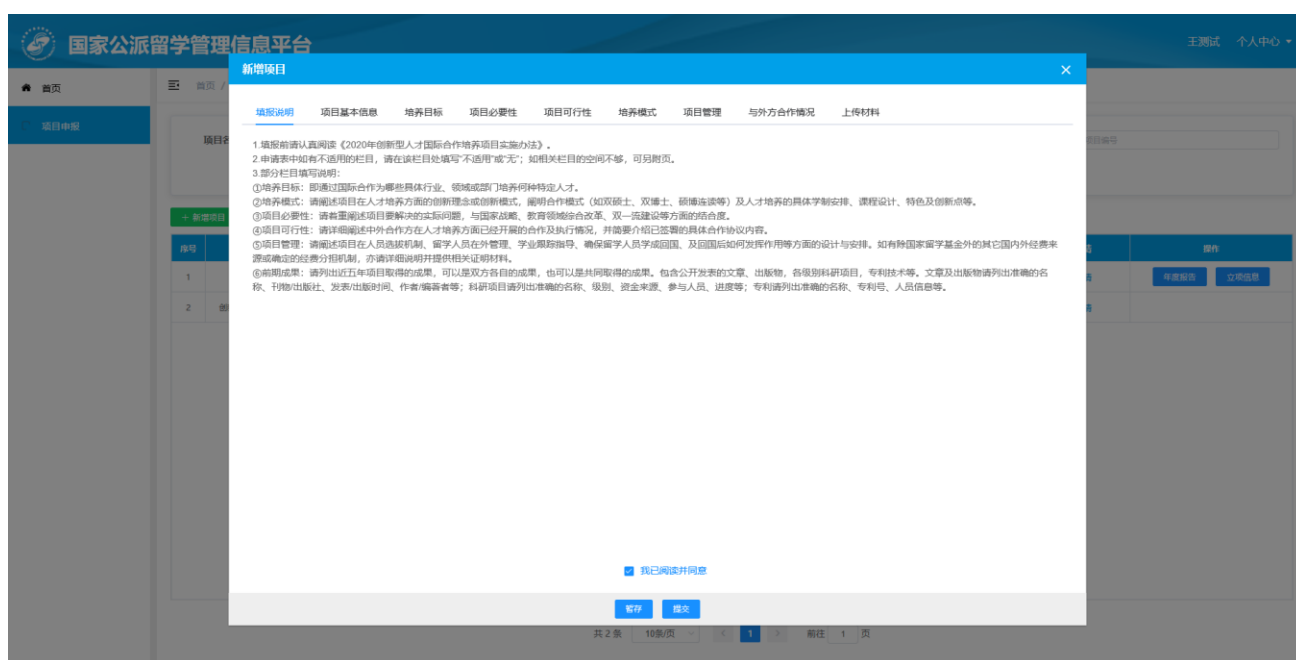 国家公派留学管理信息平台
王测试 个人中心
首页
首页 /
项目申报
新增项目
填报说明 项目基本信息 培养目标 项目必要性 项目可行性 培养模式 项目管理 与外方合作情况 上传材料
项目名
项目编号
1.填报前请认真阅读《2020年创新型人才国际合作培养项目实施办法》。
2.申请表中如有不适用的栏目，请在该栏目处填写"不适用"或"无"；如相关栏目的空间不够，可另附页。
3.部分栏目填写说明：
①培养目标：即通过国际合作为哪些具体行业、领域或部门培养何种特定人才。
②培养模式：请阐述项目在人才培养方面的创新理念或创新模式，阐明合作模式（如双硕士、双博士、硕博连读等）及人才培养的具体学制安排、课程设计、特色及创新点等。
③项目必要性：请着重阐述项目要解决的实际问题，与国家战略、教育领域综合改革、双一流建设等方面的结合度。
④项目可行性：请详细阐述中外合作方在人才培养方面已经开展的合作及执行情况，并简要介绍已签署的具体合作协议内容。
⑤项目管理：请阐述项目在人员选拔机制、留学人员在外管理、学业跟踪指导、确保留学人员学成回国、及回国后如何发挥作用等方面的设计与安排。如有除国家留学基金外的其它国内外经费来
源或确定的经费分担机制，亦请详细说明并提供相关证明材料。
⑥前期成果：请列出近五年项目取得的成果，可以是双方各自的成果，也可以是共同取得的成果。包含公开发表的文章、出版物，各级别科研项目，专利技术等。文章及出版物请列出准确的名
称、刊物/出版社、发表/出版时间、作者/编著者等；科研项目请列出准确的名称、级别、资金来源、参与人员、进度等；专利请列出准确的名称、专利号、人员信息等。
+ 新增项目
序号 操作
1 年度报告 立项信息
2
我已阅读并同意
暂存 提交
共 2 条 10条/页 1 前往 1 页